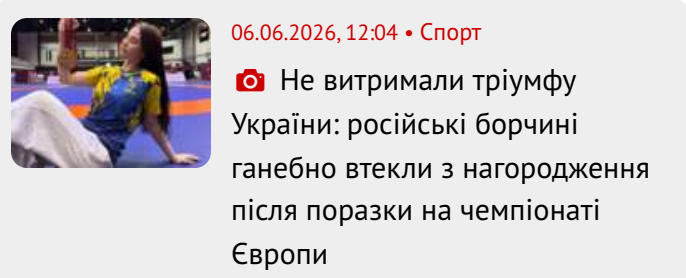 06.06.2026, 12:04 • Спорт
Не витримали тріумфу
України: російські борчині
ганебно втекли з нагородження
після поразки на чемпіонаті
Європи